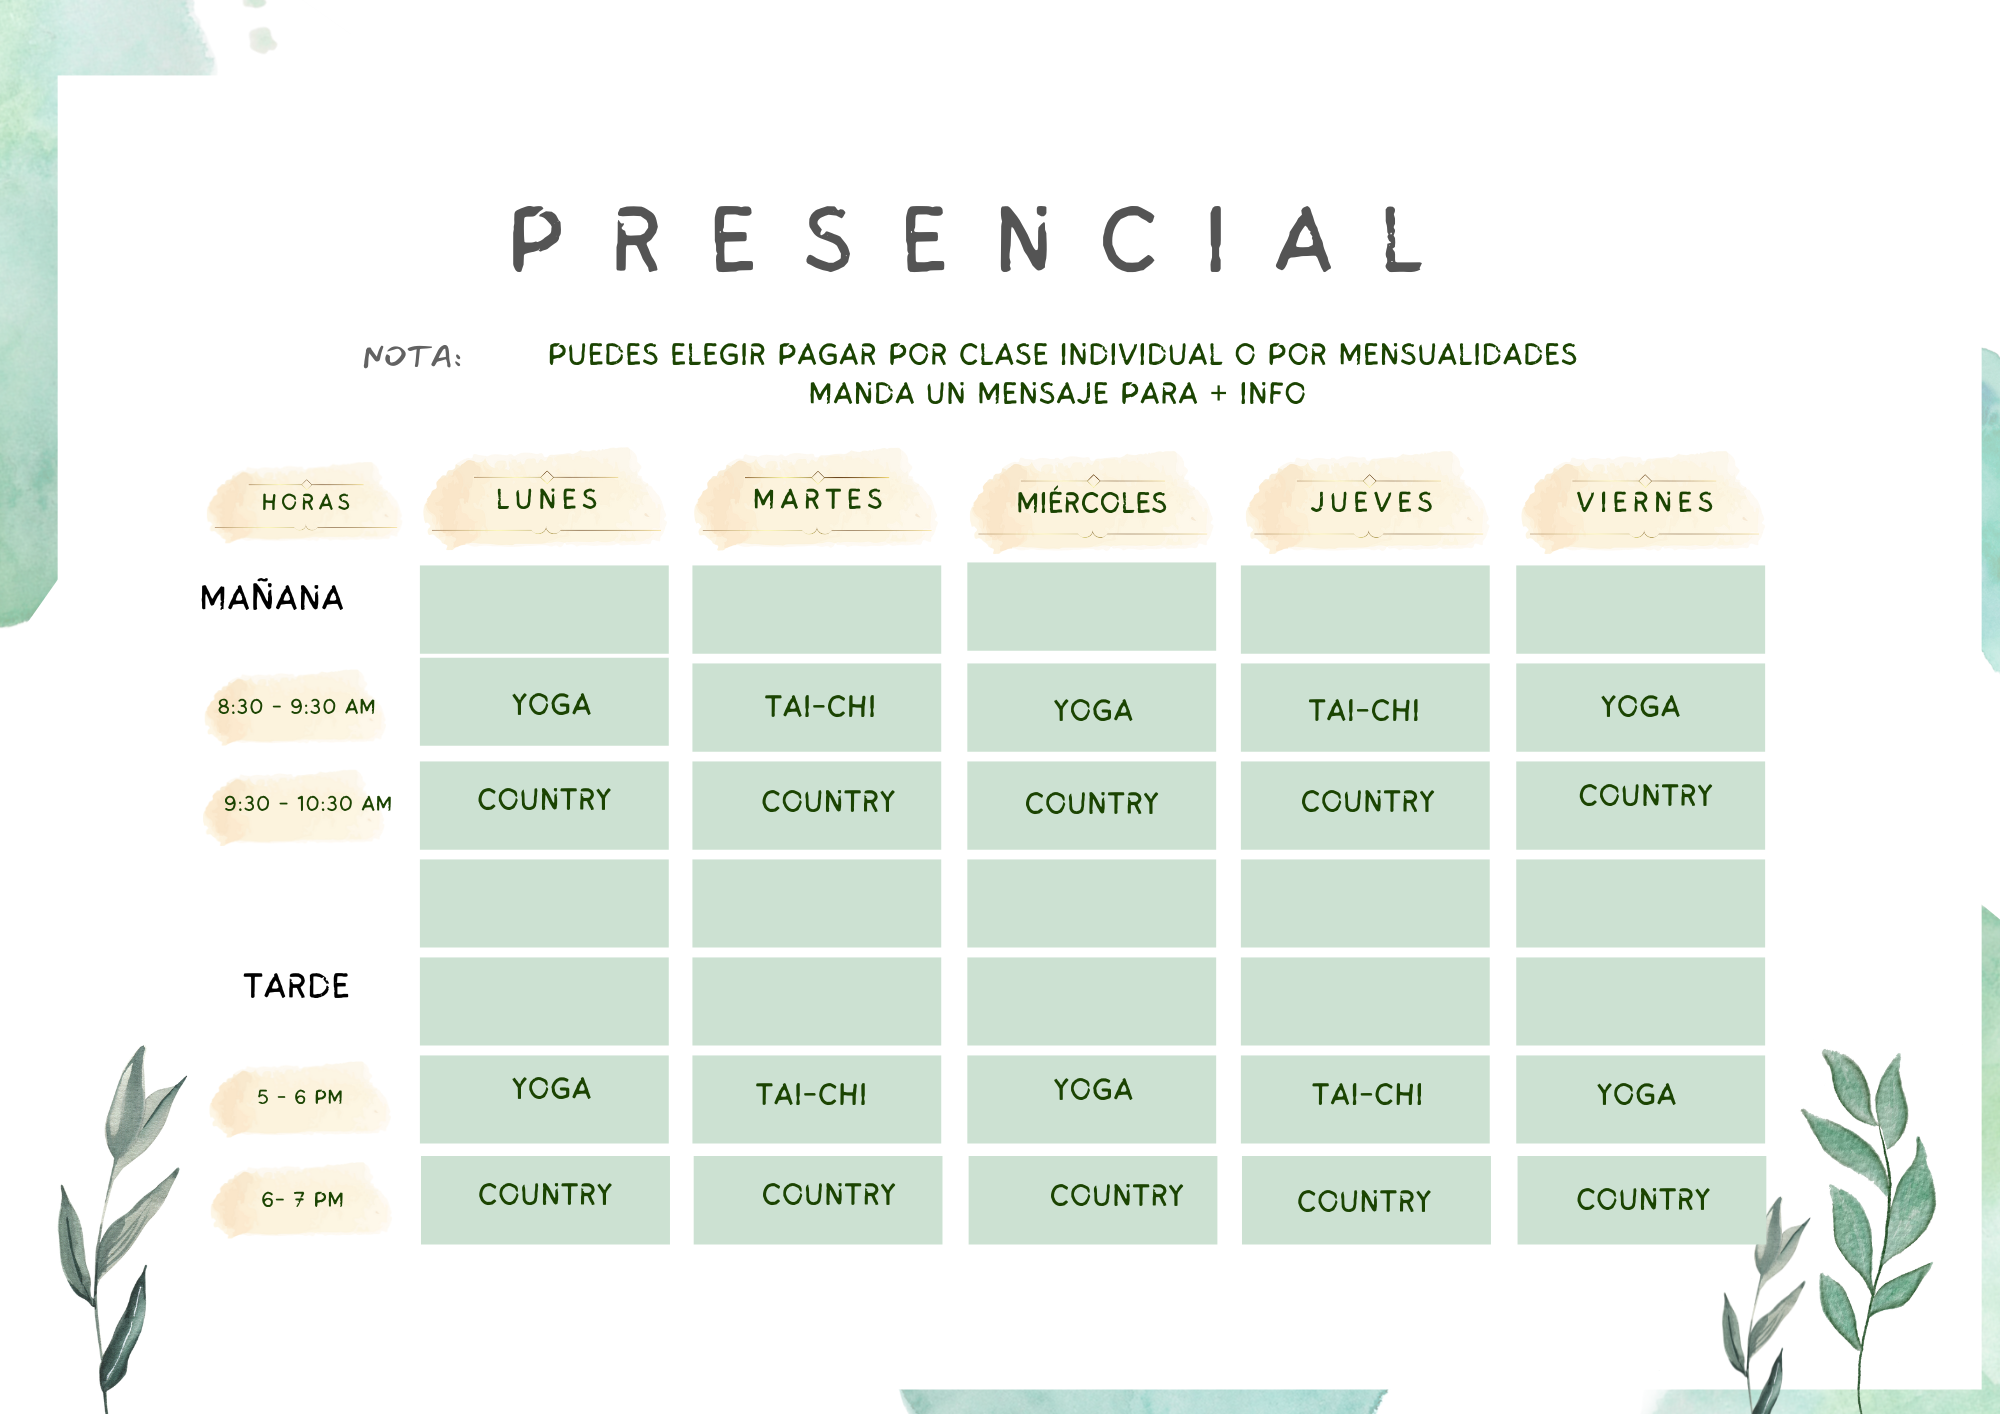 PRESENCIAL
NOTA: PUEDES ELEGIR PAGAR POR CLASE INDIVIDUAL O POR MENSUALIDADES
MANDA UN MENSAJE PARA + INFO
HORAS LUNES MARTES MIÉRCOLES JUEVES VIERNES
MAÑANA
8:30 - 9:30 AM YOGA TAI-CHI YOGA TAI-CHI YOGA
9:30 - 10:30 AM COUNTRY COUNTRY COUNTRY COUNTRY COUNTRY
TARDE
5 - 6 PM YOGA TAI-CHI YOGA TAI-CHI YOGA
6- 7 PM COUNTRY COUNTRY COUNTRY COUNTRY COUNTRY